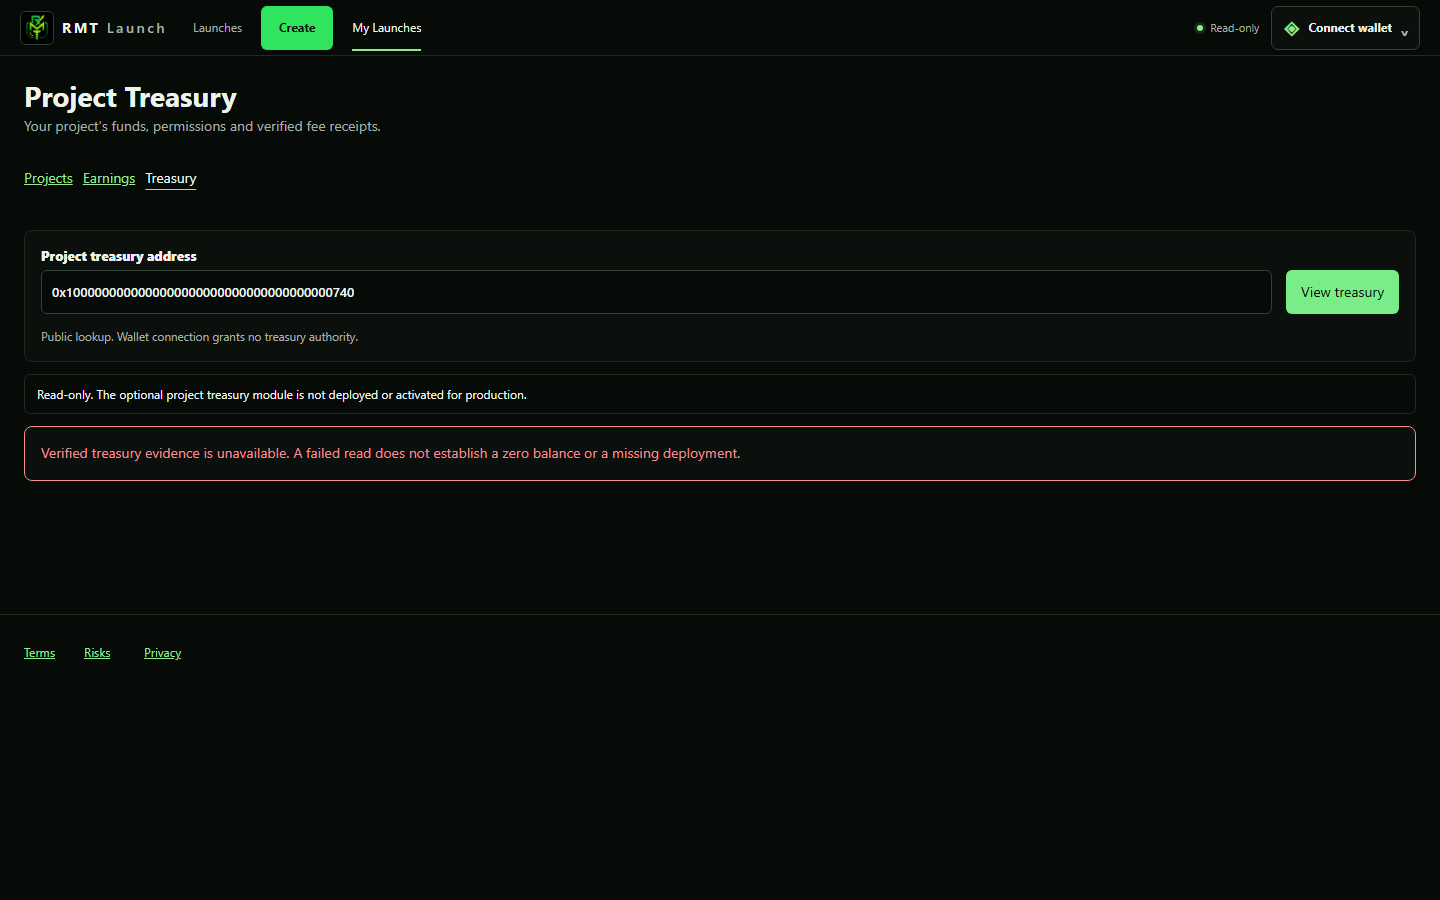 RMT Launch
Launches
Create
My Launches
Read-only
Connect wallet
Project Treasury
Your project's funds, permissions and verified fee receipts.
Projects Earnings Treasury
Project treasury address
0x1000000000000000000000000000000000000740
View treasury
Public lookup. Wallet connection grants no treasury authority.
Read-only. The optional project treasury module is not deployed or activated for production.
Verified treasury evidence is unavailable. A failed read does not establish a zero balance or a missing deployment.
Terms Risks Privacy